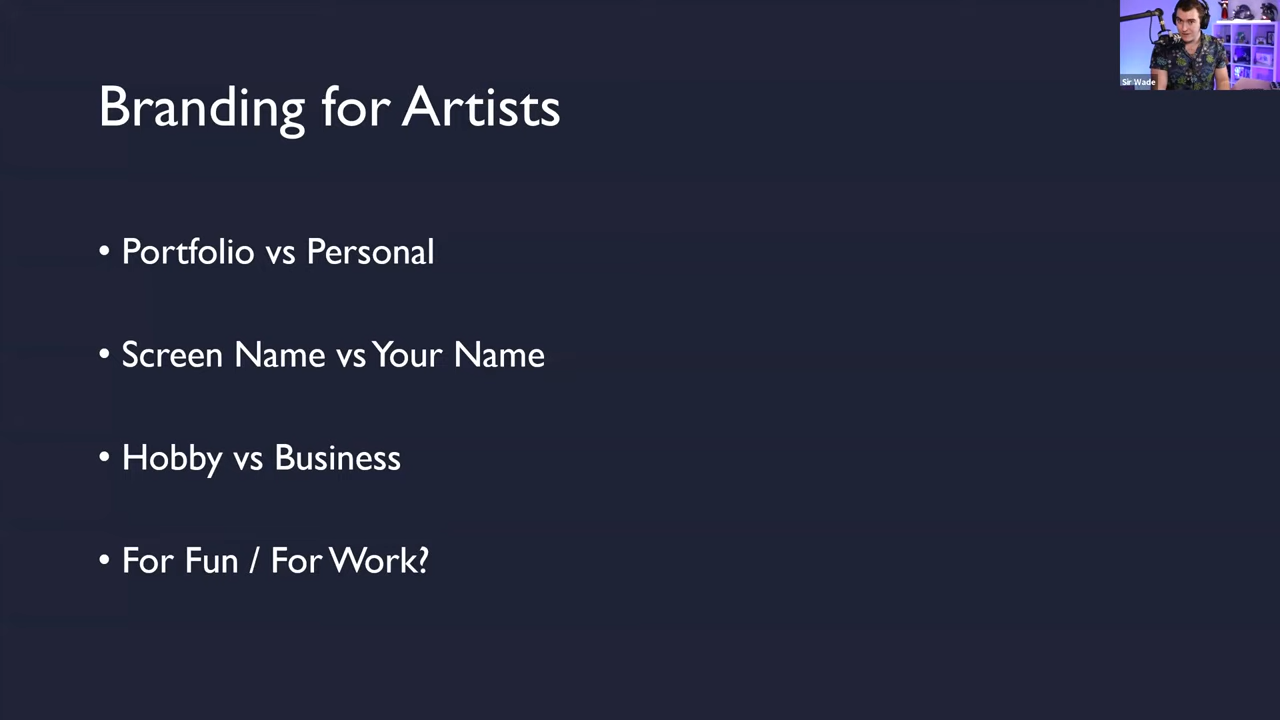 Branding for Artists
• Portfolio vs Personal
• Screen Name vs Your Name
• Hobby vs Business
• For Fun / For Work?
Sir Wade